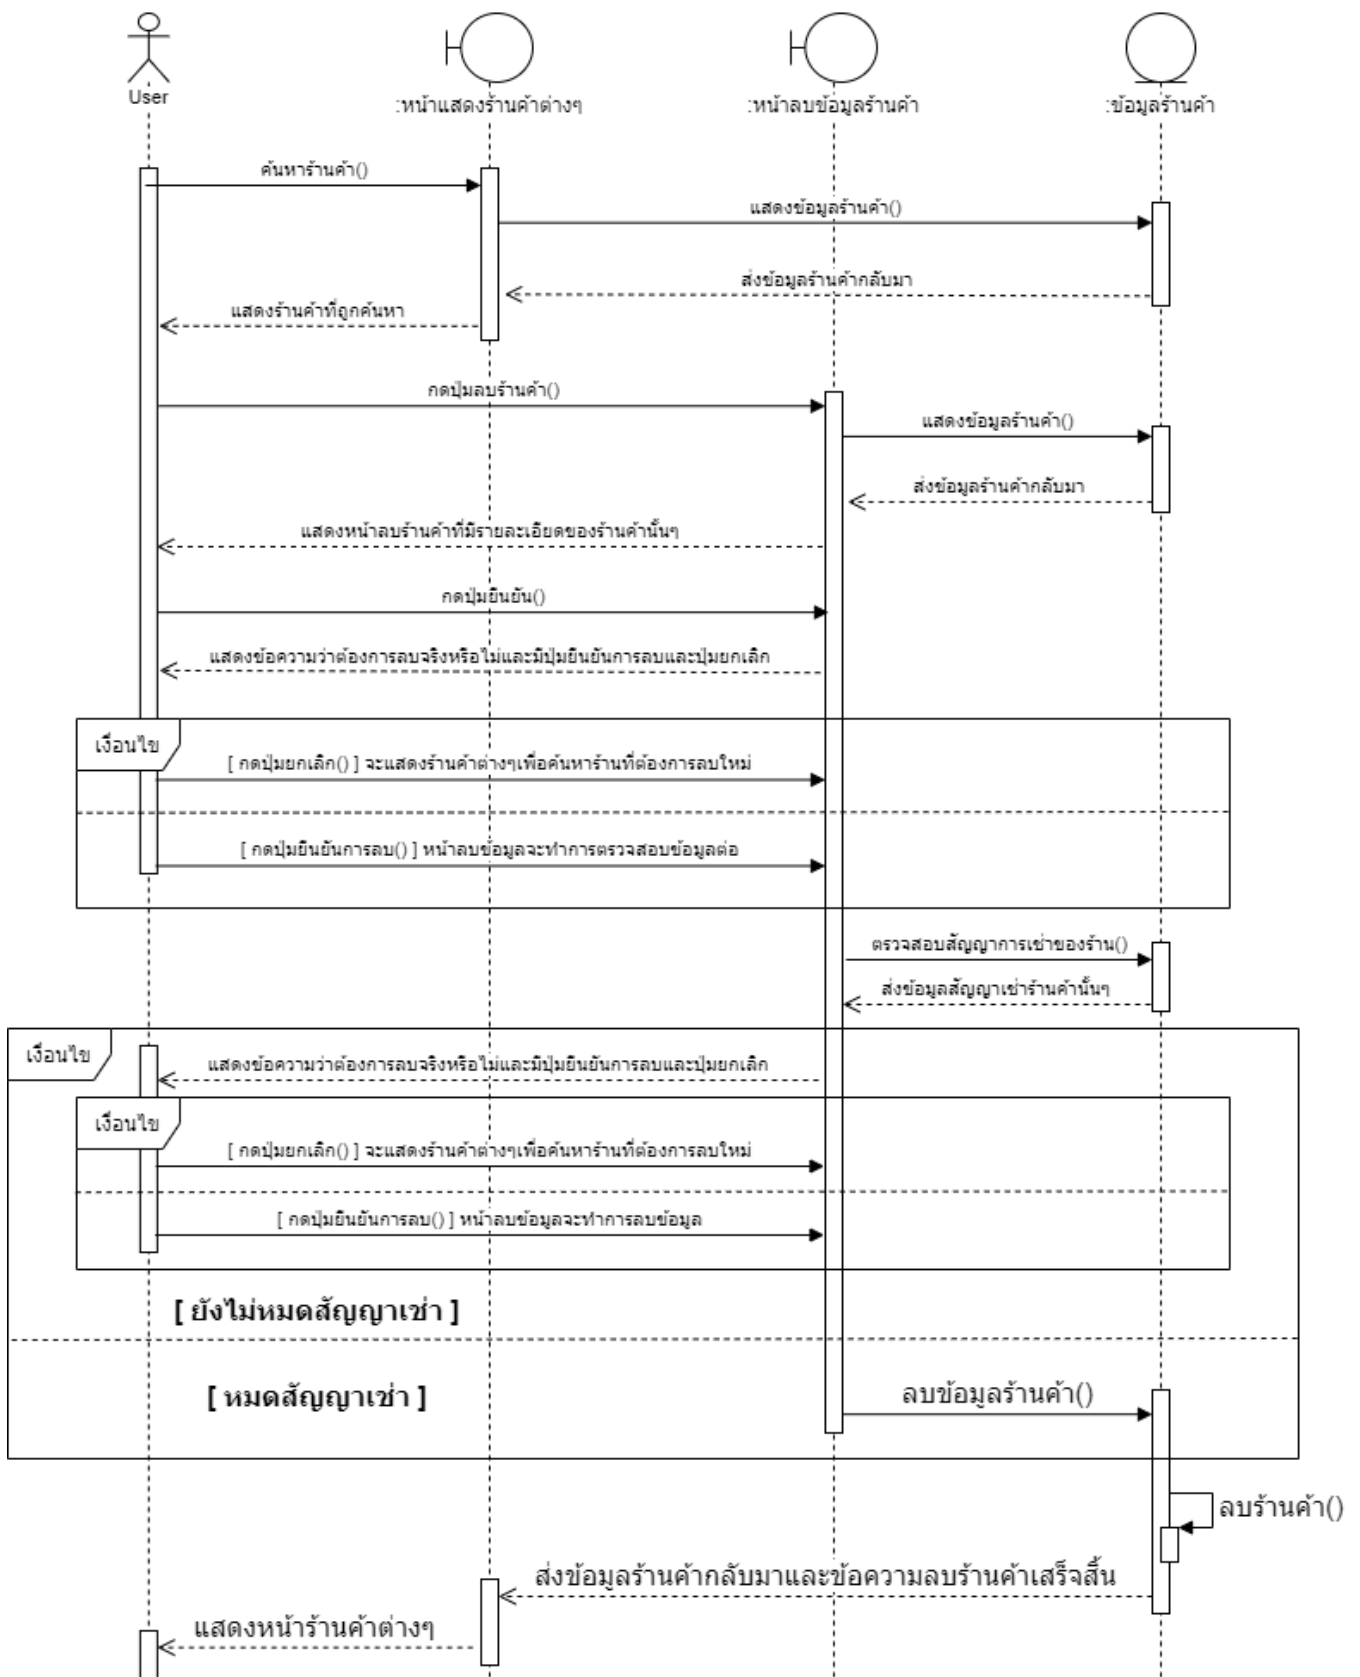 User
:หน้าแสดงร้านค้าต่างๆ
:หน้าลบข้อมูลร้านค้า
:ข้อมูลร้านค้า
ค้นหาร้านค้า()
แสดงข้อมูลร้านค้า()
ส่งข้อมูลร้านค้ากลับมา
แสดงร้านค้าที่ถูกค้นหา
กดปุ่มลบร้านค้า()
แสดงข้อมูลร้านค้า()
ส่งข้อมูลร้านค้ากลับมา
แสดงหน้าลบร้านค้าที่มีรายละเอียดของร้านค้านั้นๆ
กดปุ่มยืนยัน()
แสดงข้อความว่าต้องการลบจริงหรือไม่และมีปุ่มยืนยันการลบและปุ่มยกเลิก
เงื่อนไข
[ กดปุ่มยกเลิก() ] จะแสดงร้านค้าต่างๆเพื่อค้นหาร้านที่ต้องการลบใหม่
[ กดปุ่มยืนยันการลบ() ] หน้าลบข้อมูลจะทำการตรวจสอบข้อมูลต่อ
ตรวจสอบสัญญาการเช่าของร้าน()
ส่งข้อมูลสัญญาเช่าร้านค้านั้นๆ
เงื่อนไข
แสดงข้อความว่าต้องการลบจริงหรือไม่และมีปุ่มยืนยันการลบและปุ่มยกเลิก
เงื่อนไข
[ กดปุ่มยกเลิก() ] จะแสดงร้านค้าต่างๆเพื่อค้นหาร้านที่ต้องการลบใหม่
[ กดปุ่มยืนยันการลบ() ] หน้าลบข้อมูลจะทำการลบข้อมูล
[ ยังไม่หมดสัญญาเช่า ]
[ หมดสัญญาเช่า ]
ลบข้อมูลร้านค้า()
ลบร้านค้า()
ส่งข้อมูลร้านค้ากลับมาและข้อความลบร้านค้าเสร็จสิ้น
แสดงหน้าร้านค้าต่างๆ